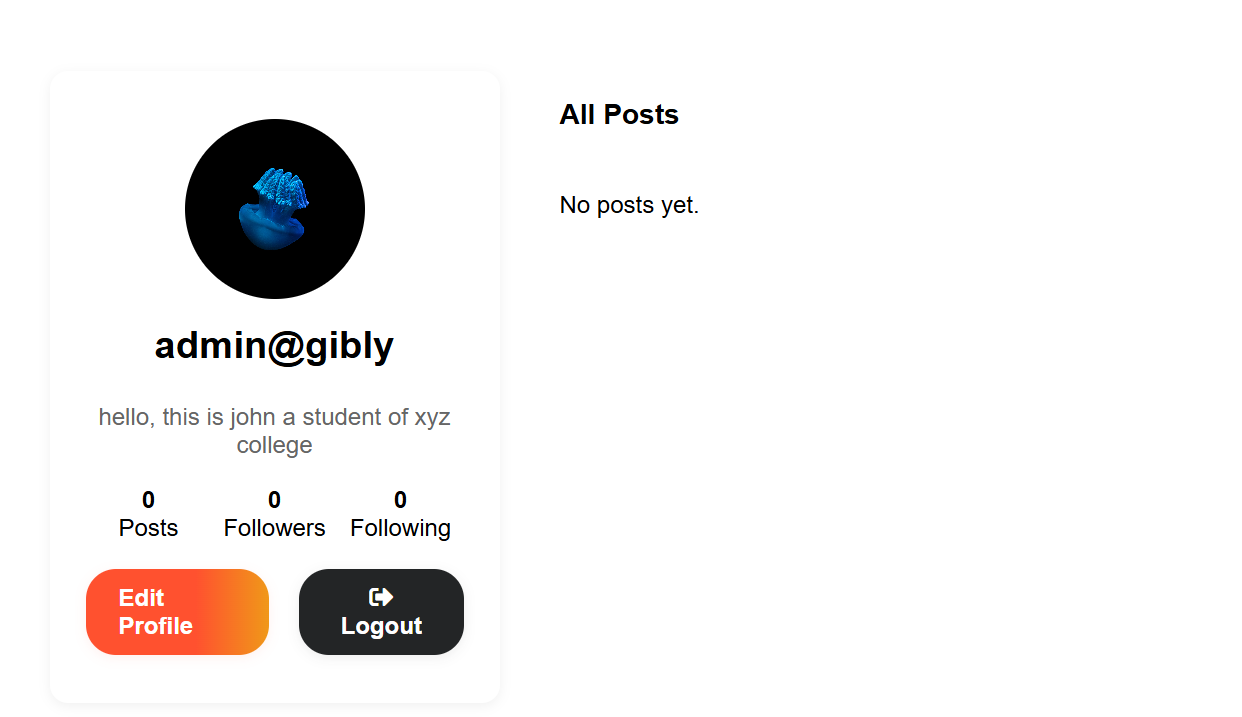 admin@gibly
hello, this is john a student of xyz
college
0
Posts
0
Followers
0
Following
Edit
Profile
Logout
All Posts
No posts yet.